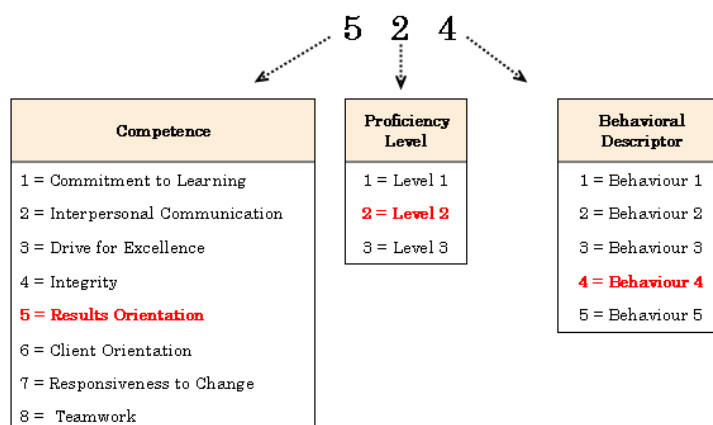 5 2 4
Competence
1 = Commitment to Learning
2 = Interpersonal Communication
3 = Drive for Excellence
4 = Integrity
5 = Results Orientation
6 = Client Orientation
7 = Responsiveness to Change
8 = Teamwork
Proficiency
Level
1 = Level 1
2 = Level 2
3 = Level 3
Behavioral
Descriptor
1 = Behaviour 1
2 = Behaviour 2
3 = Behaviour 3
4 = Behaviour 4
5 = Behaviour 5